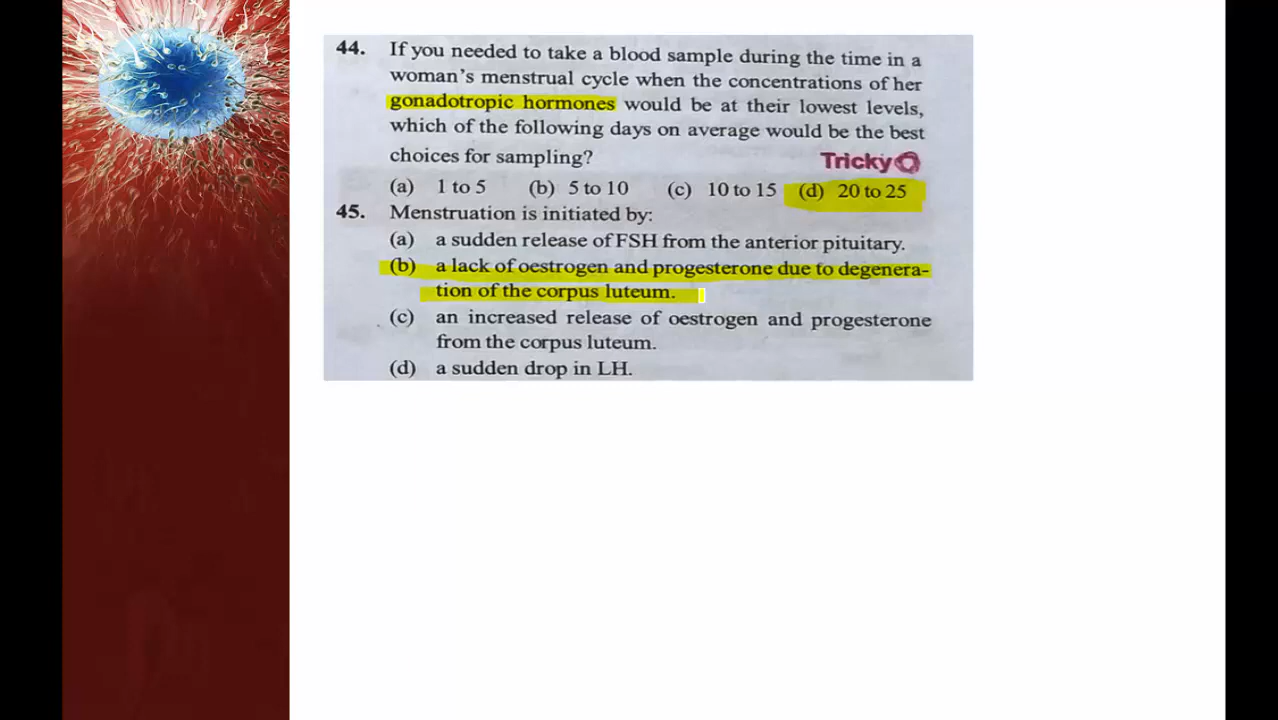 44. If you needed to take a blood sample during the time in a
woman's menstrual cycle when the concentrations of her
gonadotropic hormones would be at their lowest levels,
which of the following days on average would be the best
choices for sampling? TrickyQ
(a) 1 to 5 (b) 5 to 10 (c) 10 to 15 (d) 20 to 25
45. Menstruation is initiated by:
(a) a sudden release of FSH from the anterior pituitary.
(b) a lack of oestrogen and progesterone due to degenera-
tion of the corpus luteum.
(c) an increased release of oestrogen and progesterone
from the corpus luteum.
(d) a sudden drop in LH.